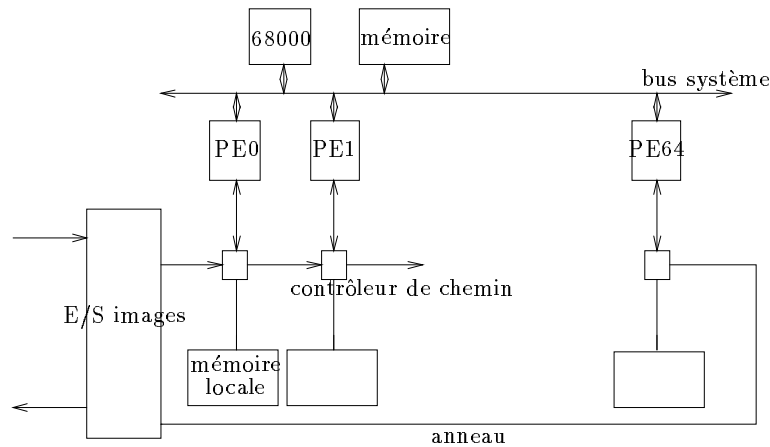 68000
mémoire
bus système
PE0
PE1
PE64
contrôleur de chemin
E/S images
mémoire
locale
anneau